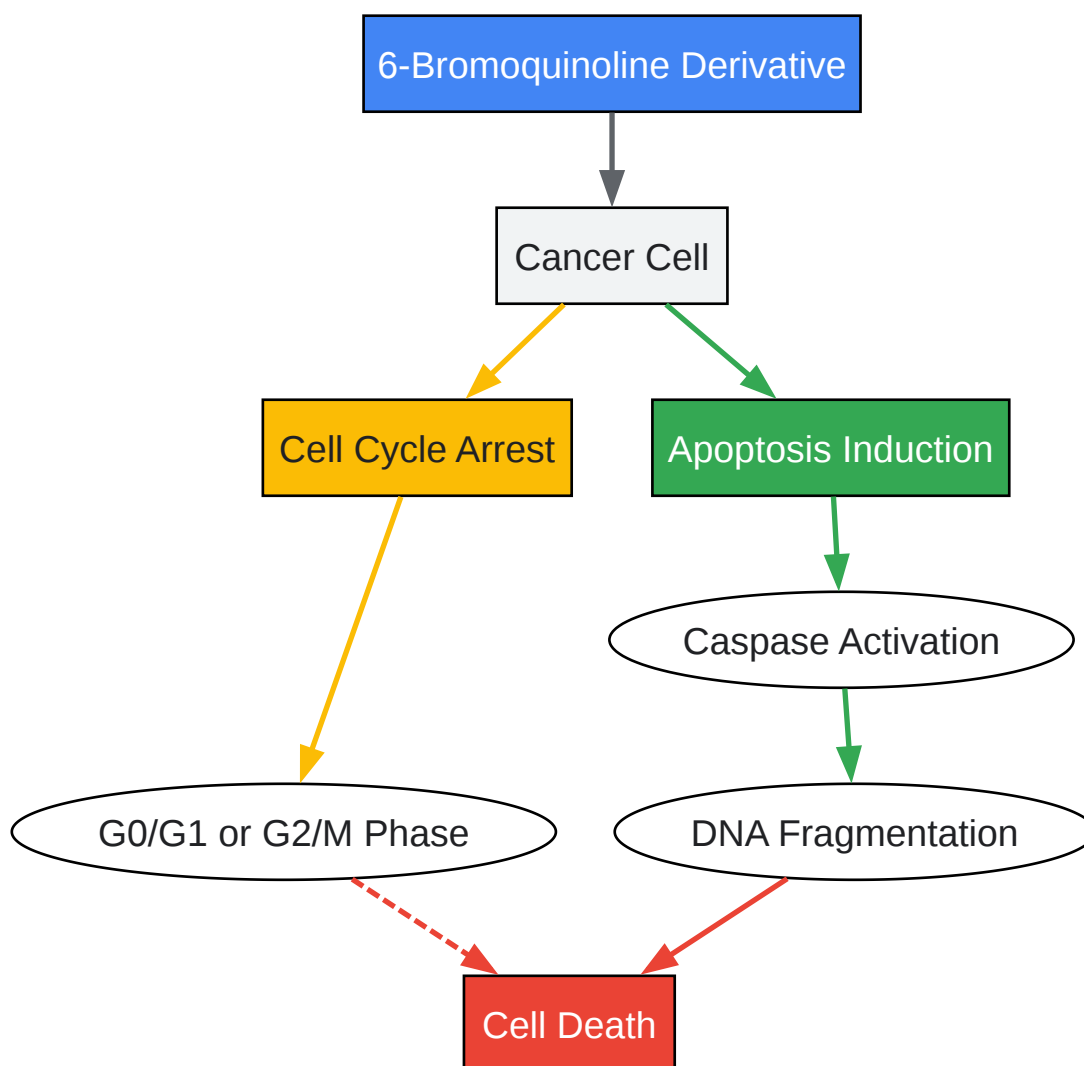 6-Bromoquinoline Derivative
Cancer Cell
Cell Cycle Arrest
Apoptosis Induction
Caspase Activation
G0/G1 or G2/M Phase
DNA Fragmentation
Cell Death